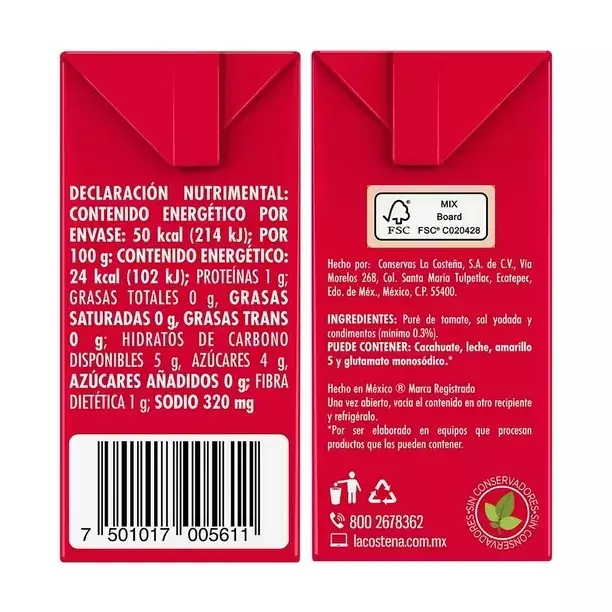 DECLARACIÓN NUTRIMENTAL:
CONTENIDO ENERGÉTICO POR
ENVASE: 50 kcal (214 kJ); POR
100 g: CONTENIDO ENERGÉTICO:
24 kcal (102 kJ); PROTEÍNAS 1 g;
GRASAS TOTALES 0 g, GRASAS
SATURADAS 0 g, GRASAS TRANS
0 g; HIDRATOS DE CARBONO
DISPONIBLES 5 g, AZÚCARES 4 g,
AZÚCARES AÑADIDOS 0 g; FIBRA
DIETÉTICA 1 g; SODIO 320 mg
7 501017 005611
FSC
MIX
Board
FSC® C020428
Hecho por: Conservas La Costeña, S.A. de C.V., Vía
Morelos 268, Col. Santa María Tulpetlac, Ecatepec,
Edo. de Méx., México, C.P. 55400.
INGREDIENTES: Puré de tomate, sal yodada y
condimentos (mínimo 0.3%).
PUEDE CONTENER: Cacahuate, leche, amarillo
5 y glutamato monosódico.*
Hecho en México ® Marca Registrada
Una vez abierto, vacía el contenido en otro recipiente
y refrigéralo.
*Por ser elaborado en equipos que procesan
productos que los pueden contener.
800 2678362
lacostena.com.mx
SIN CONSERVADORES•SIN CONSERVADORES•